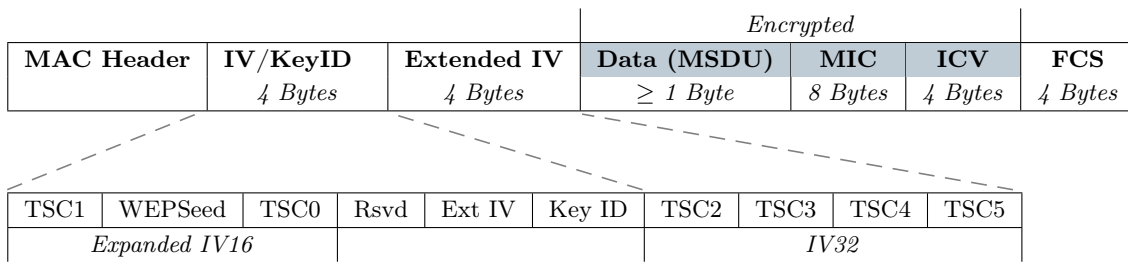 Encrypted
MAC Header IV/KeyID Extended IV Data (MSDU) MIC ICV FCS
4 Bytes 4 Bytes ≥ 1 Byte 8 Bytes 4 Bytes 4 Bytes
TSC1 WEPSeed TSC0 Rsvd Ext IV Key ID TSC2 TSC3 TSC4 TSC5
Expanded IV16 IV32